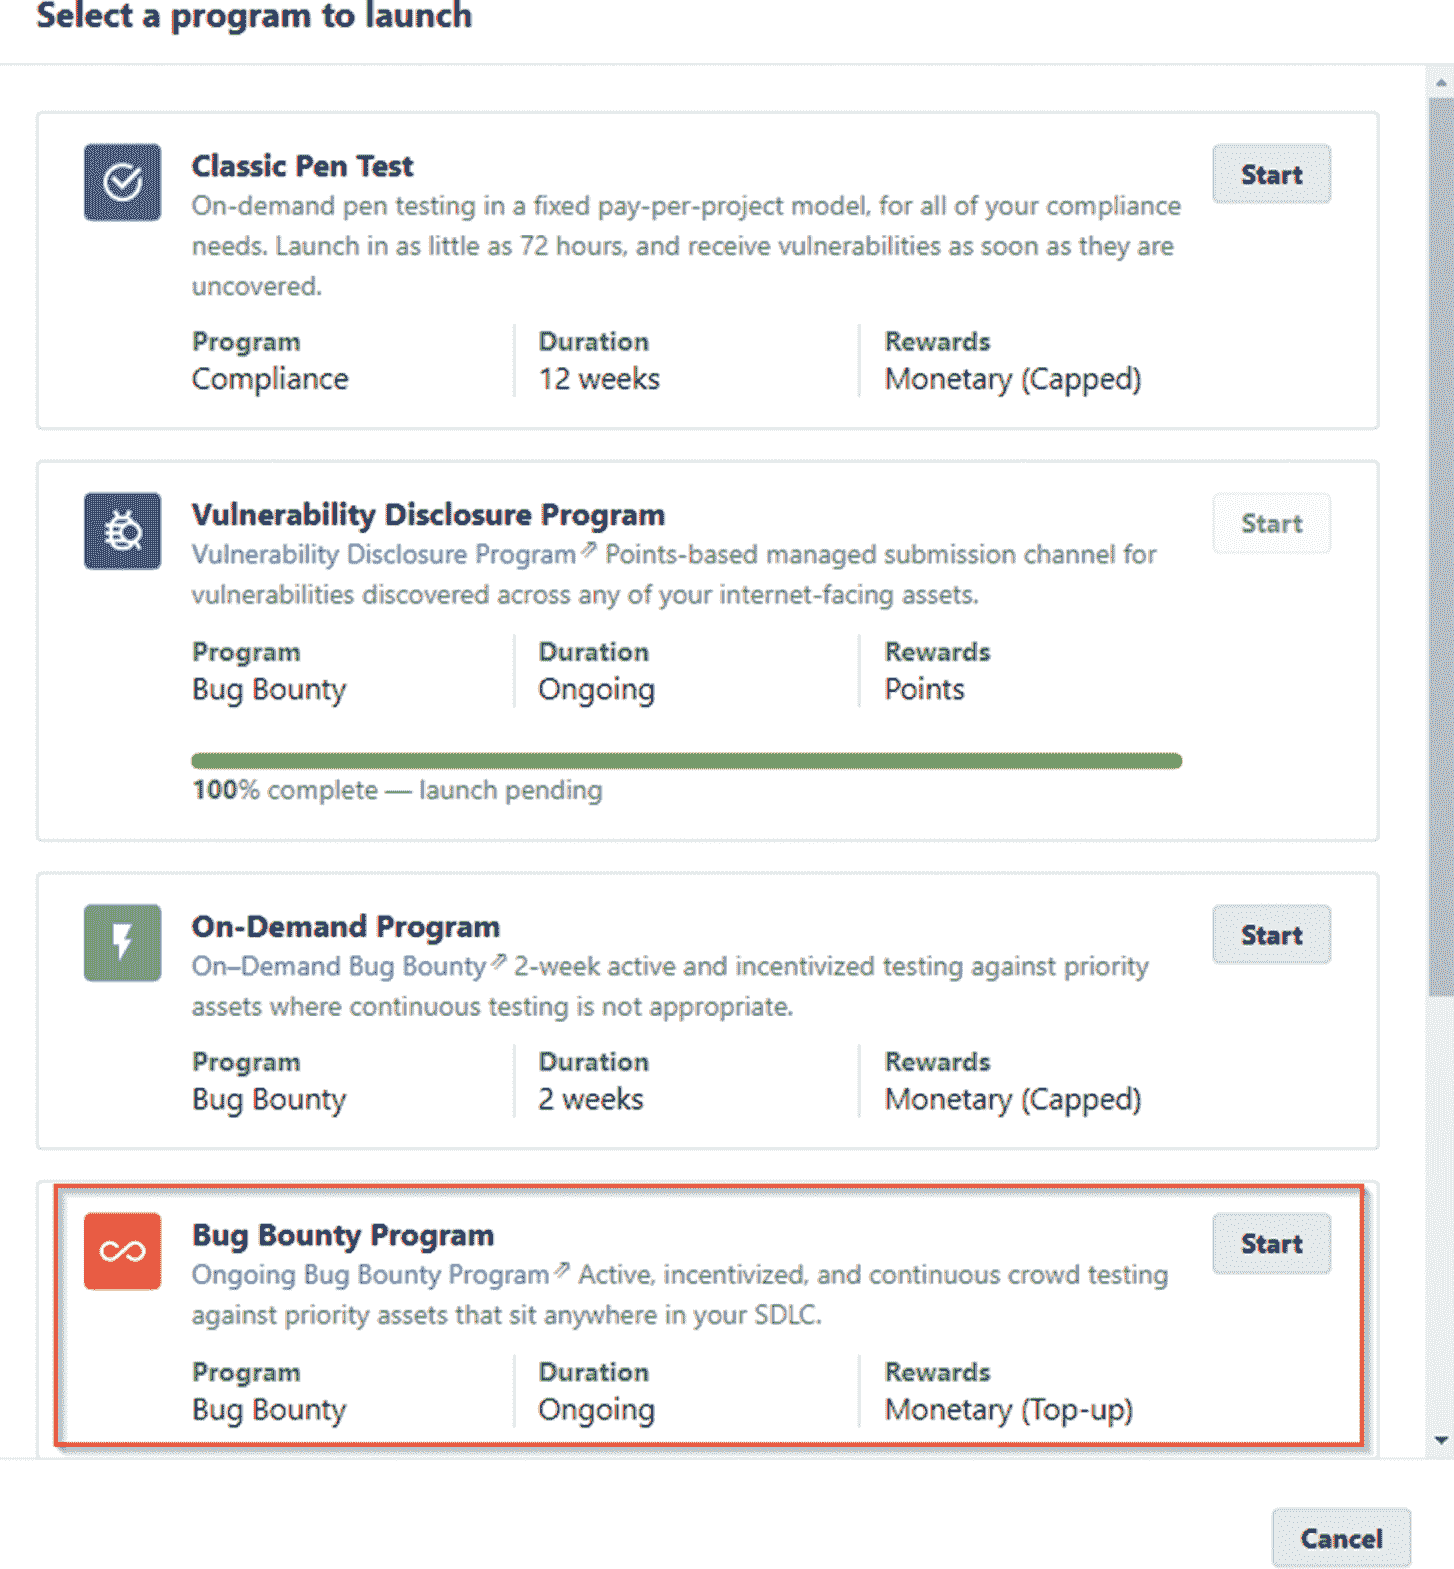 Select a program to launch
Classic Pen Test
Start
On-demand pen testing in a fixed pay-per-project model, for all of your compliance
needs. Launch in as little as 72 hours, and receive vulnerabilities as soon as they are
uncovered.
Program
Duration
Rewards
Compliance
12 weeks
Monetary (Capped)
Vulnerability Disclosure Program
Start
Vulnerability Disclosure Program Points-based managed submission channel for
vulnerabilities discovered across any of your internet-facing assets.
Program
Duration
Rewards
Bug Bounty
Ongoing
Points
100% complete — launch pending
On-Demand Program
Start
On–Demand Bug Bounty 2-week active and incentivized testing against priority
assets where continuous testing is not appropriate.
Program
Duration
Rewards
Bug Bounty
2 weeks
Monetary (Capped)
Bug Bounty Program
Start
Ongoing Bug Bounty Program Active, incentivized, and continuous crowd testing
against priority assets that sit anywhere in your SDLC.
Program
Duration
Rewards
Bug Bounty
Ongoing
Monetary (Top-up)
Cancel